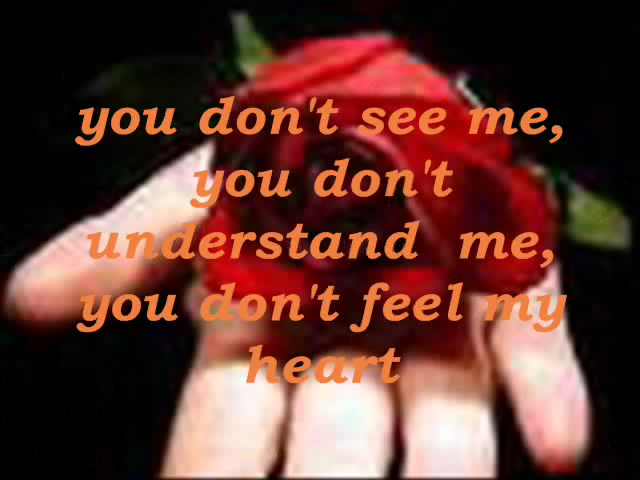 you don't see me,
you don't
understand  me,
you don't feel my
heart